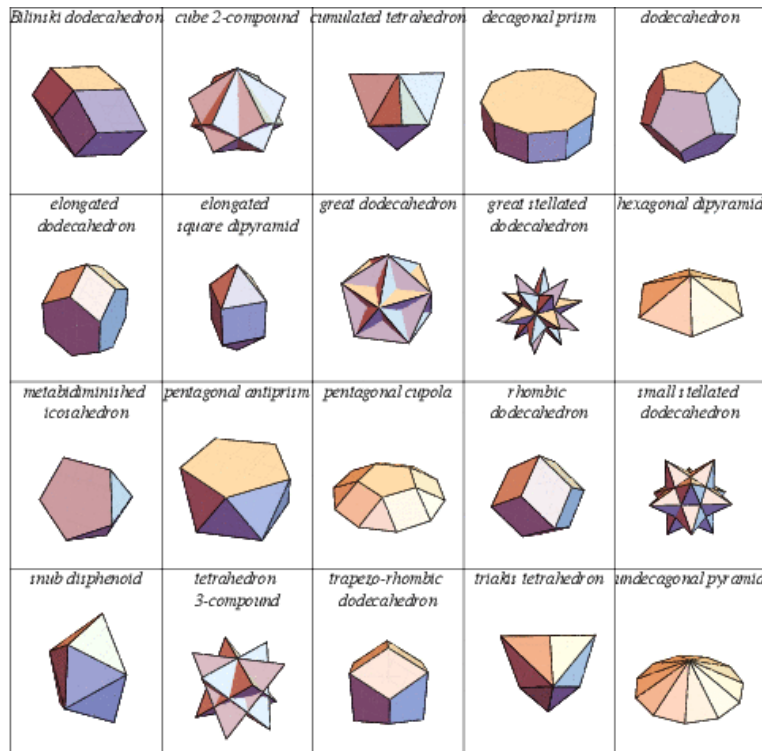 Bilinski dodecahedron
cube 2-compound
cumulated tetrahedron
decagonal prism
dodecahedron
elongated
dodecahedron
elongated
square dipyramid
great dodecahedron
great stellated
dodecahedron
hexagonal dipyramid
metabidiminished
icosahedron
pentagonal antiprism
pentagonal cupola
rhombic
dodecahedron
small stellated
dodecahedron
snub disphenoid
tetrahedron
3-compound
trapezo-rhombic
dodecahedron
triakis tetrahedron
undecagonal pyramid